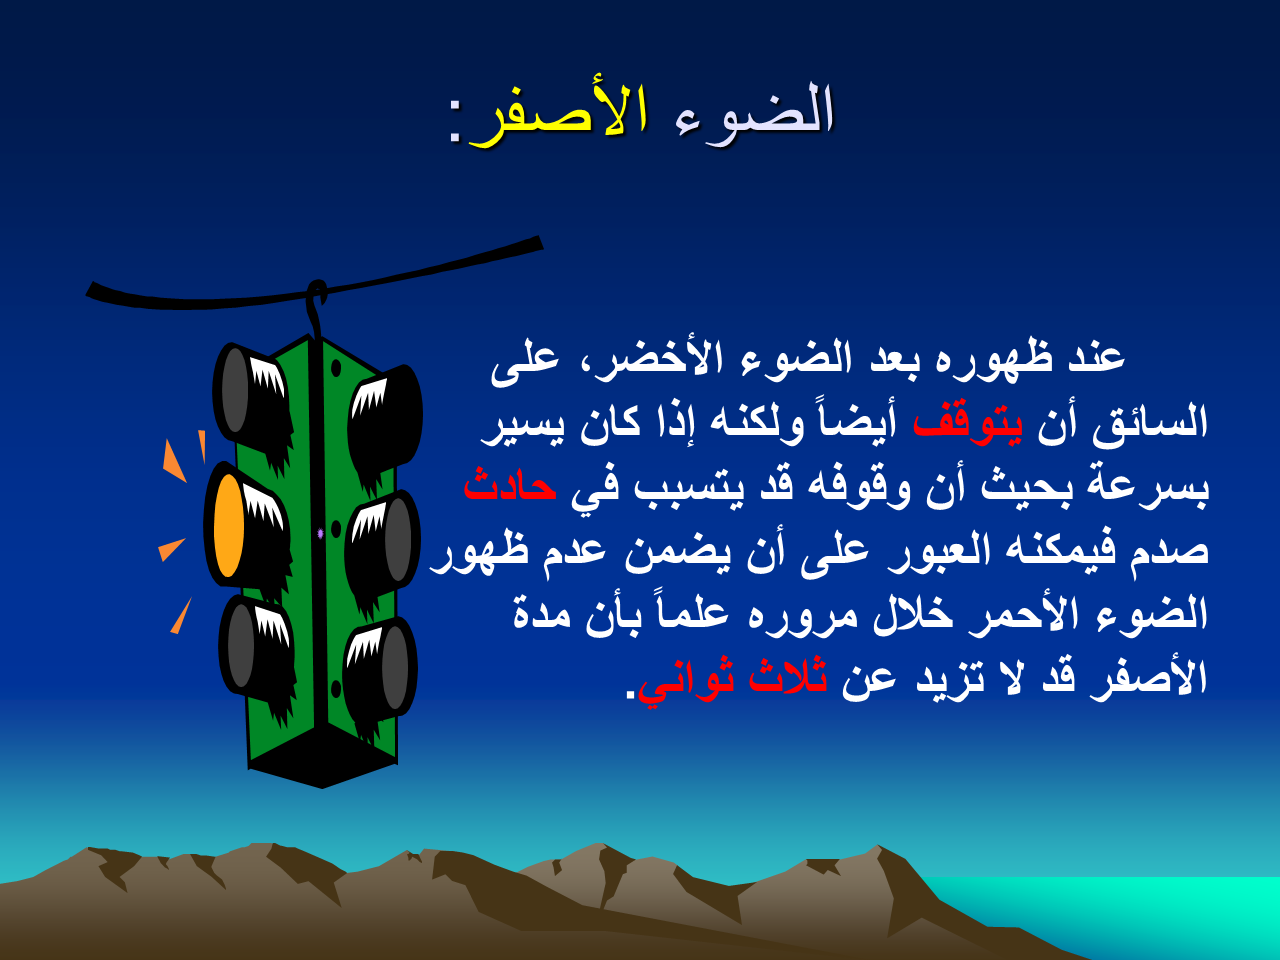 الضوء الأصفر:
عند ظهوره بعد الضوء الأخضر، على
السائق أن يتوقف أيضاً ولكنه إذا كان يسير
بسرعة بحيث أن وقوفه قد يتسبب في حادث
صدم فيمكنه العبور على أن يضمن عدم ظهور
الضوء الأحمر خلال مروره علماً بأن مدة
الأصفر قد لا تزيد عن ثلاث ثواني.